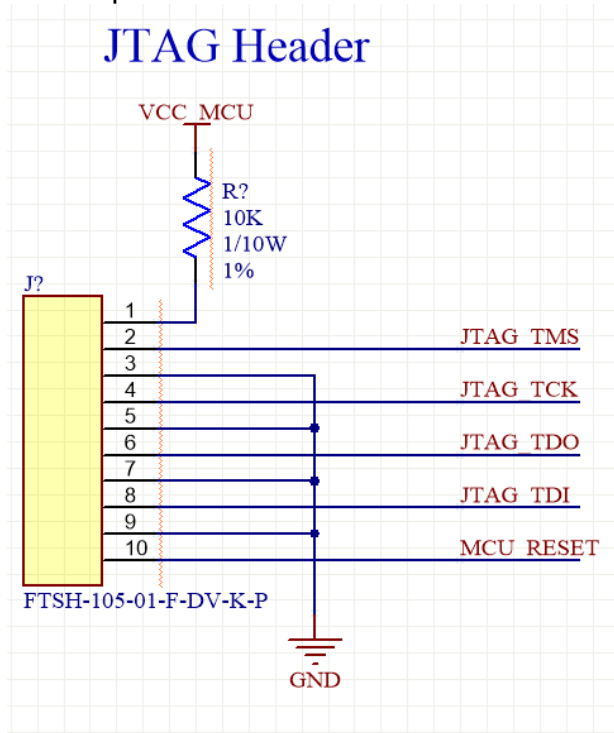 JTAG Header
VCC_MCU
R?
10K
1/10W
1%
J?
1
2
JTAG_TMS
3
4
JTAG_TCK
5
6
JTAG_TDO
7
8
JTAG_TDI
9
10
MCU_RESET
FTSH-105-01-F-DV-K-P
GND